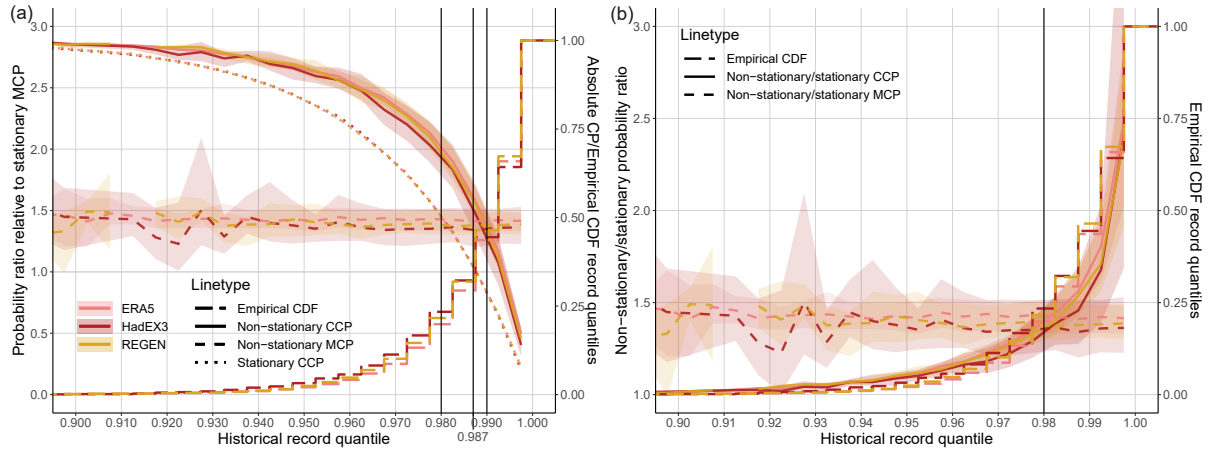 (a)
Probability ratio relative to stationary MCP
3.0
2.5
2.0
1.5
1.0
0.5
0.0
ERA5
HadEX3
REGEN
Linetype
Empirical CDF
Non−stationary CCP
Non−stationary MCP
Stationary CCP
0.900
0.910
0.920
0.930
0.940
0.950
0.960
0.970
0.980
0.990
1.000
0.987
Historical record quantile
1.00
0.75
0.50
0.25
0.00
Absolute CP/Empirical CDF record quantiles
(b)
Non−stationary/stationary probability ratio
3.0
2.5
2.0
1.5
1.0
Linetype
Empirical CDF
Non−stationary/stationary CCP
Non−stationary/stationary MCP
0.90
0.91
0.92
0.93
0.94
0.95
0.96
0.97
0.98
0.99
1.00
Historical record quantile
1.00
0.75
0.50
0.25
0.00
Empirical CDF record quantiles